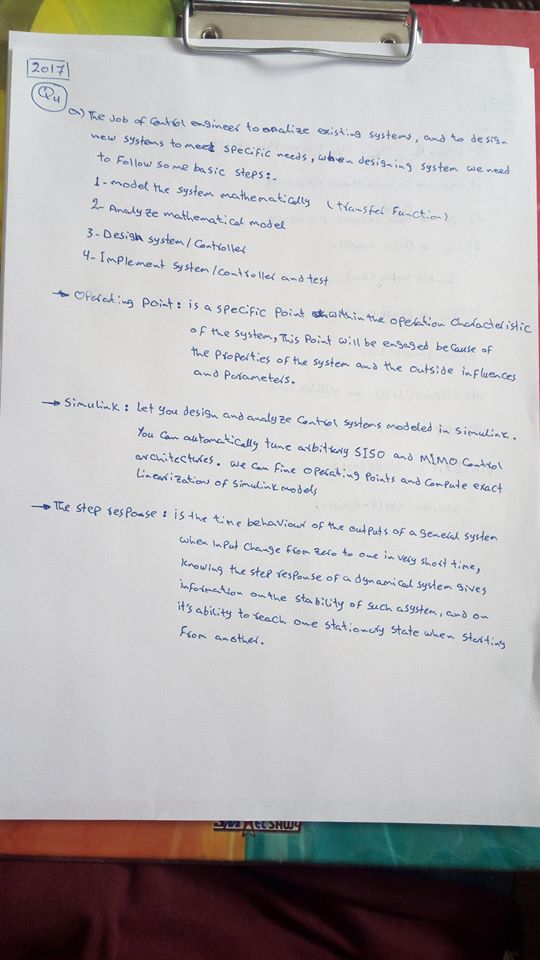 2017
Q4
a) The Job of Control engineer to analize existing systems, and to design
new systems to meet specific needs, when designing system we need
to follow some basic steps:-
1- model the system mathematically (transfer Function)
2- Analyze mathematical model
3- Design system/Controller
4- Implement system/controller and test
→ Operating Point: is a specific Point within the operation Characteristic
of the system, This Point will be engaged because of
the Properties of the system and the outside influences
and Parameters.
→ Simulink: Let you design and analyze Control systems modeled in Simulink.
You Can automatically tune arbitrary SISO and MIMO Control
architectures. we can fine operating Points and Compute exact
Linearization of Simulink models
→ The step response: is the time behaviour of the outputs of a general system
when Input Change from zero to one in very short time,
Knowing the step response of a dynamical system gives
information on the stability of such a system, and on
it's ability to reach one stationary state when starting
From another.
EL SAWY